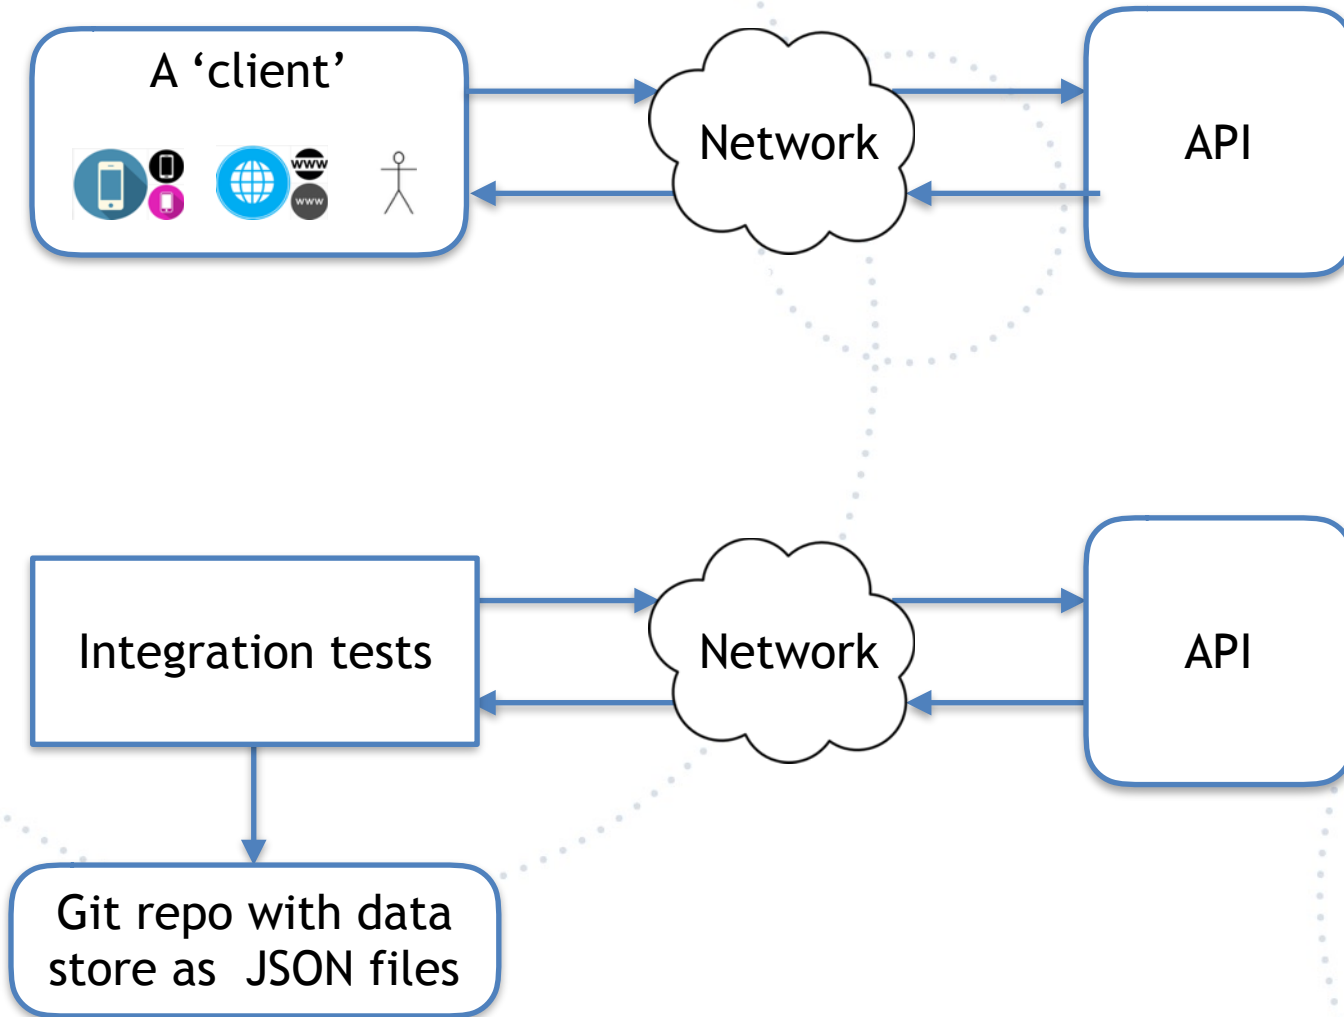 A ‘client’
www
www
Network
API
Integration tests
Network
API
Git repo with data
store as JSON files